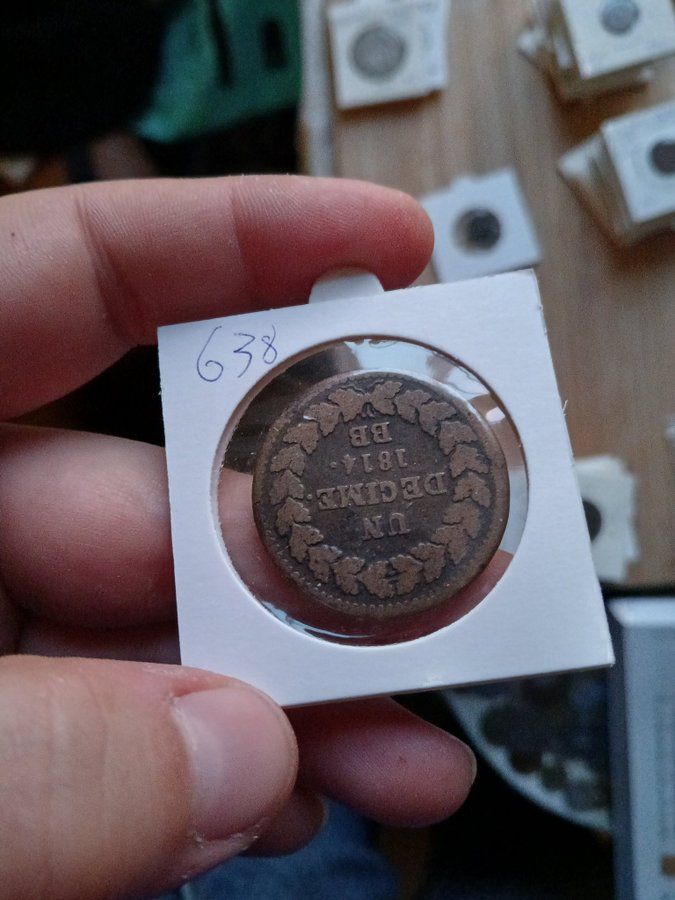 638
UN
DECIME.
1814.
BB